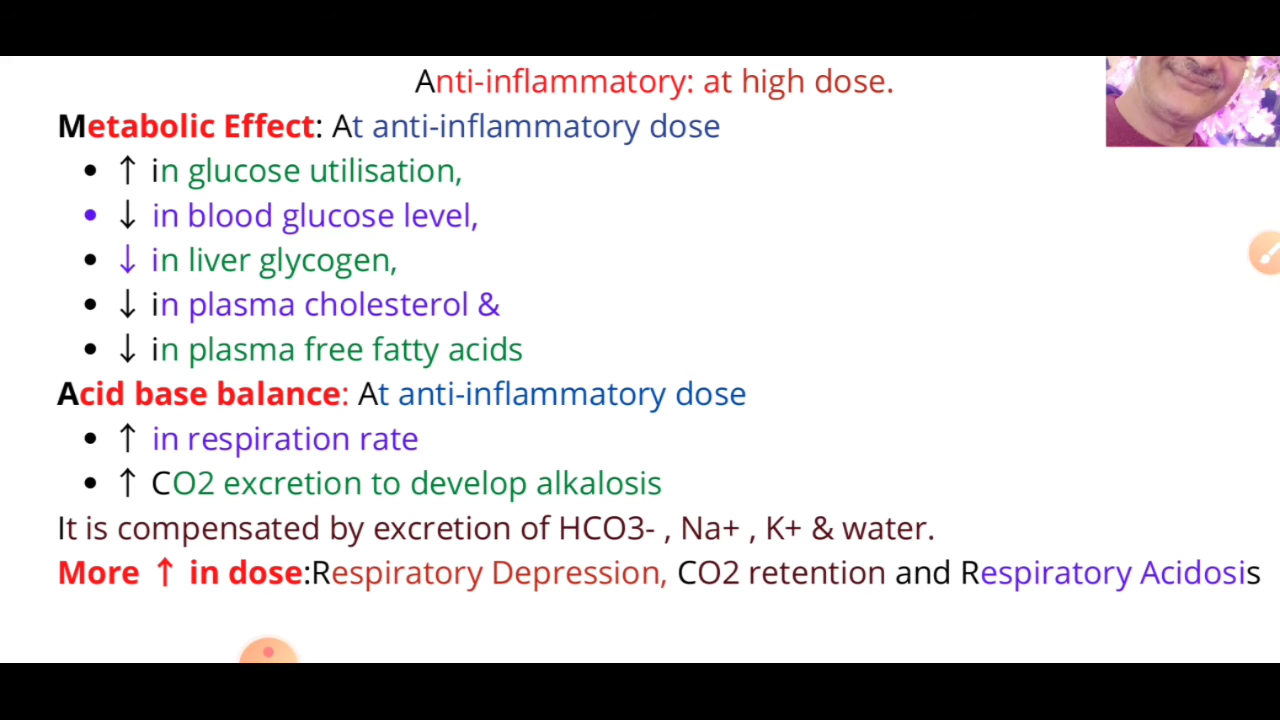 Anti-inflammatory: at high dose.
Metabolic Effect: At anti-inflammatory dose
• ↑ in glucose utilisation,
• ↓ in blood glucose level,
• ↓ in liver glycogen,
• ↓ in plasma cholesterol &
• ↓ in plasma free fatty acids
Acid base balance: At anti-inflammatory dose
• ↑ in respiration rate
• ↑ CO2 excretion to develop alkalosis
It is compensated by excretion of HCO3- , Na+ , K+ & water.
More ↑ in dose:Respiratory Depression, CO2 retention and Respiratory Acidosis